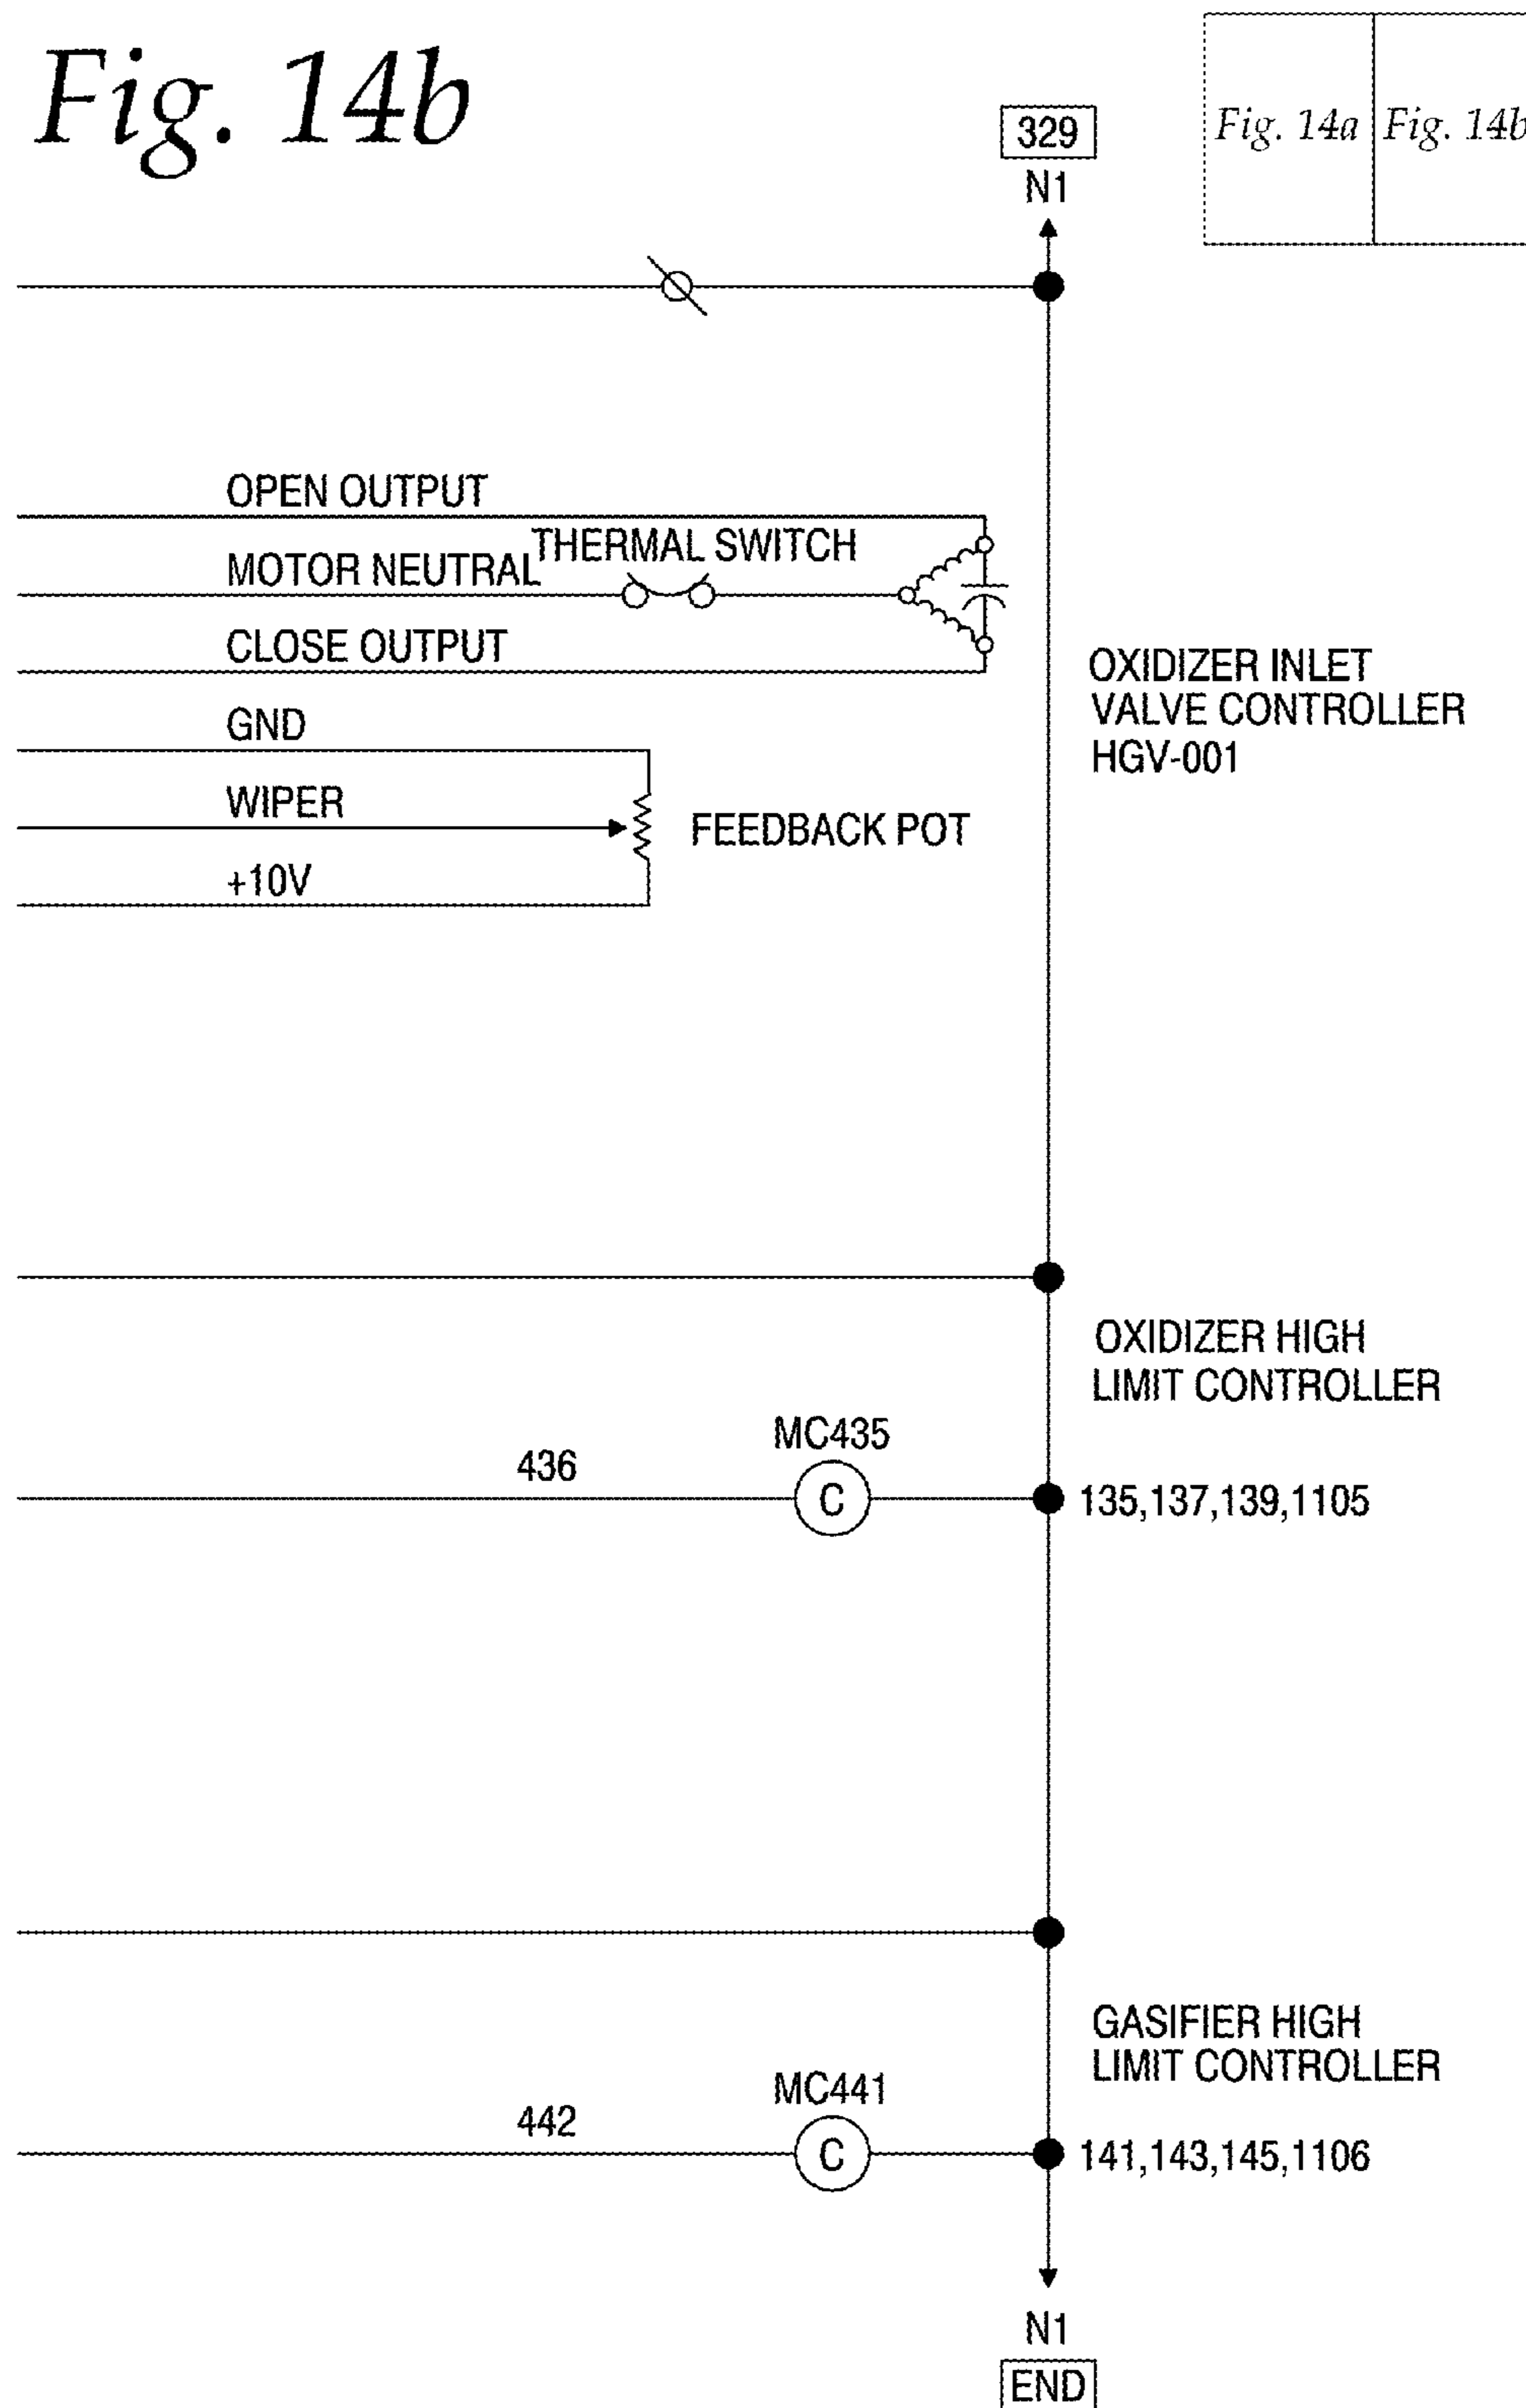 Fig. 14b
Fig. 14a
Fig. 14b
329
N1
OPEN OUTPUT
THERMAL SWITCH
MOTOR NEUTRAL
CLOSE OUTPUT
OXIDIZER INLET
VALVE CONTROLLER
HGV-001
GND
WIPER
FEEDBACK POT
+10V
OXIDIZER HIGH
LIMIT CONTROLLER
MC435
436
C
135,137,139,1105
GASIFIER HIGH
LIMIT CONTROLLER
MC441
442
C
141,143,145,1106
N1
END